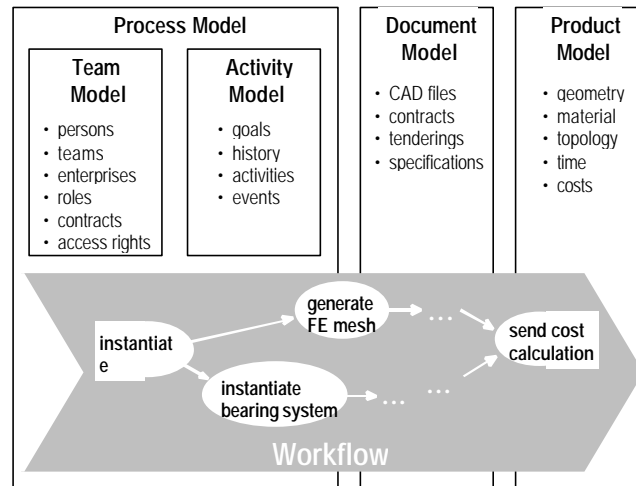 Process Model
Team
Model
• persons
• teams
• enterprises
• roles
• contracts
• access rights
Activity
Model
• goals
• history
• activities
• events
Document
Model
• CAD files
• contracts
• tenderings
• specifications
Product
Model
• geometry
• material
• topology
• time
• costs
instantiat
e
generate
FE mesh
...
instantiate
bearing system
...
...
send cost
calculation
Workflow